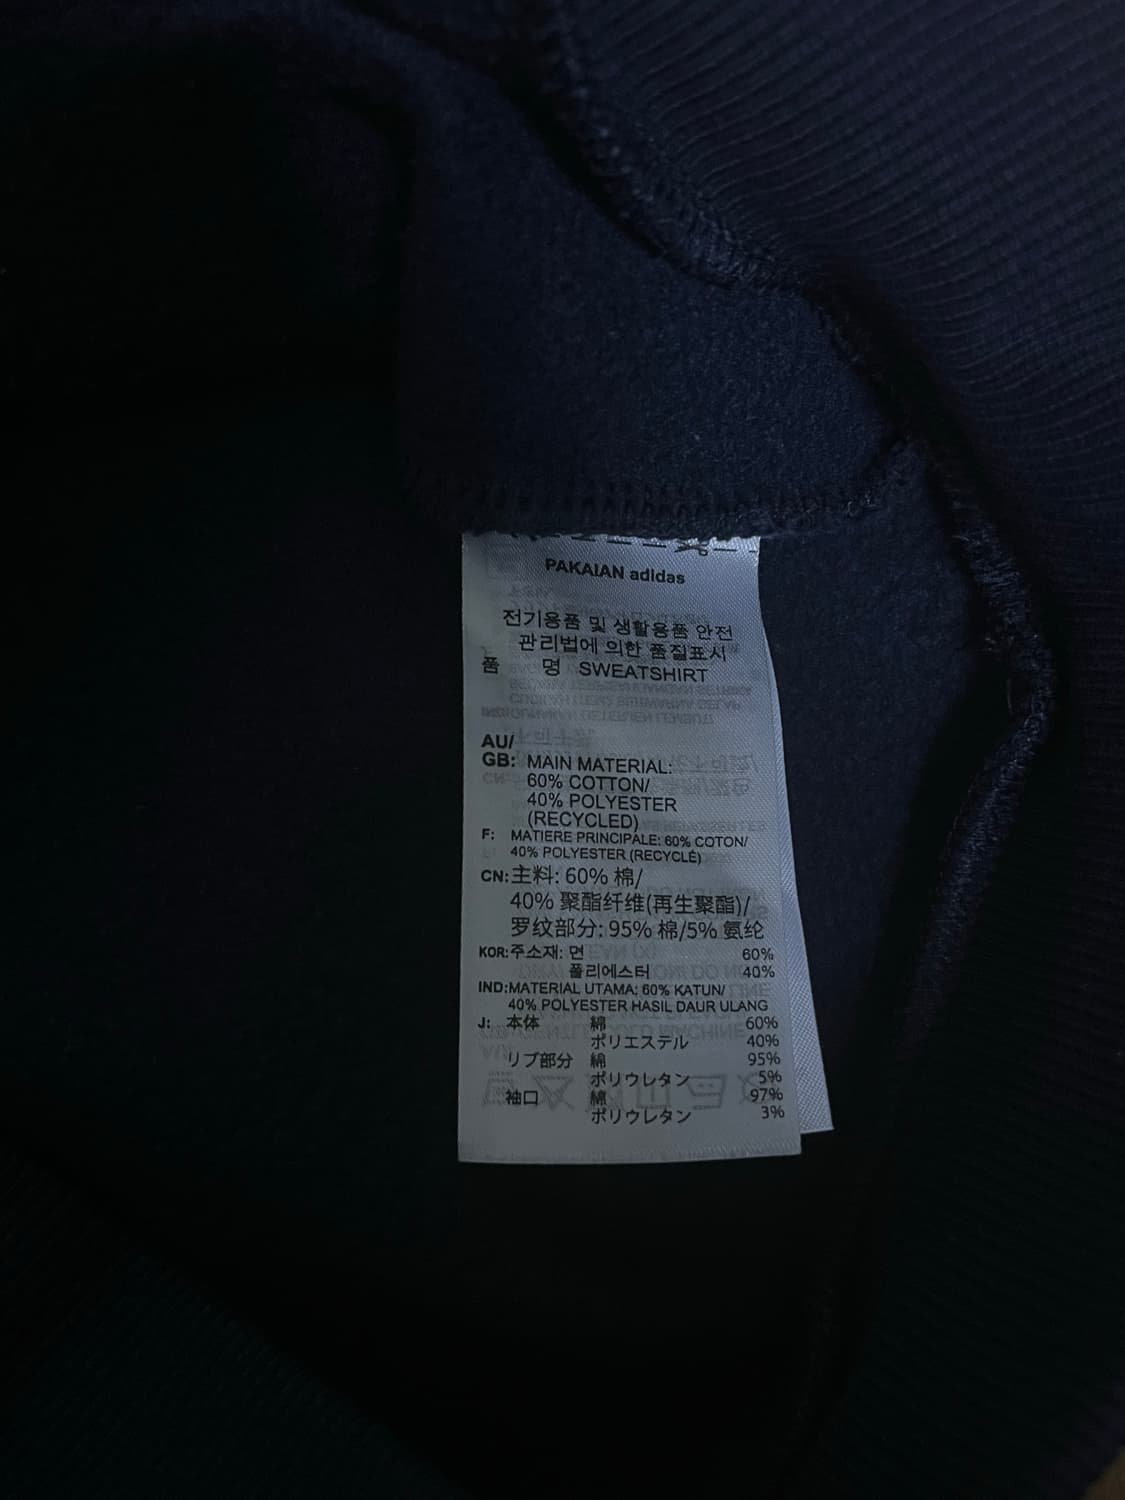 PAKAIAN adidas
전기용품 및 생활용품 안전
관리법에 의한 품질표시
품 명 SWEATSHIRT
AU/
GB: MAIN MATERIAL:
60% COTTON/
40% POLYESTER
(RECYCLED)
F: MATIERE PRINCIPALE: 60% COTON/
40% POLYESTER (RECYCLÉ)
CN: 主料: 60% 棉/
40% 聚酯纤维(再生聚酯)/
罗纹部分: 95% 棉/5% 氨纶
KOR: 주소재: 면 60%
폴리에스터 40%
IND: MATERIAL UTAMA: 60% KATUN/
40% POLYESTER HASIL DAUR ULANG
J: 本体 綿 60%
ポリエステル 40%
リブ部分 綿 95%
ポリウレタン 5%
袖口 綿 97%
ポリウレタン 3%